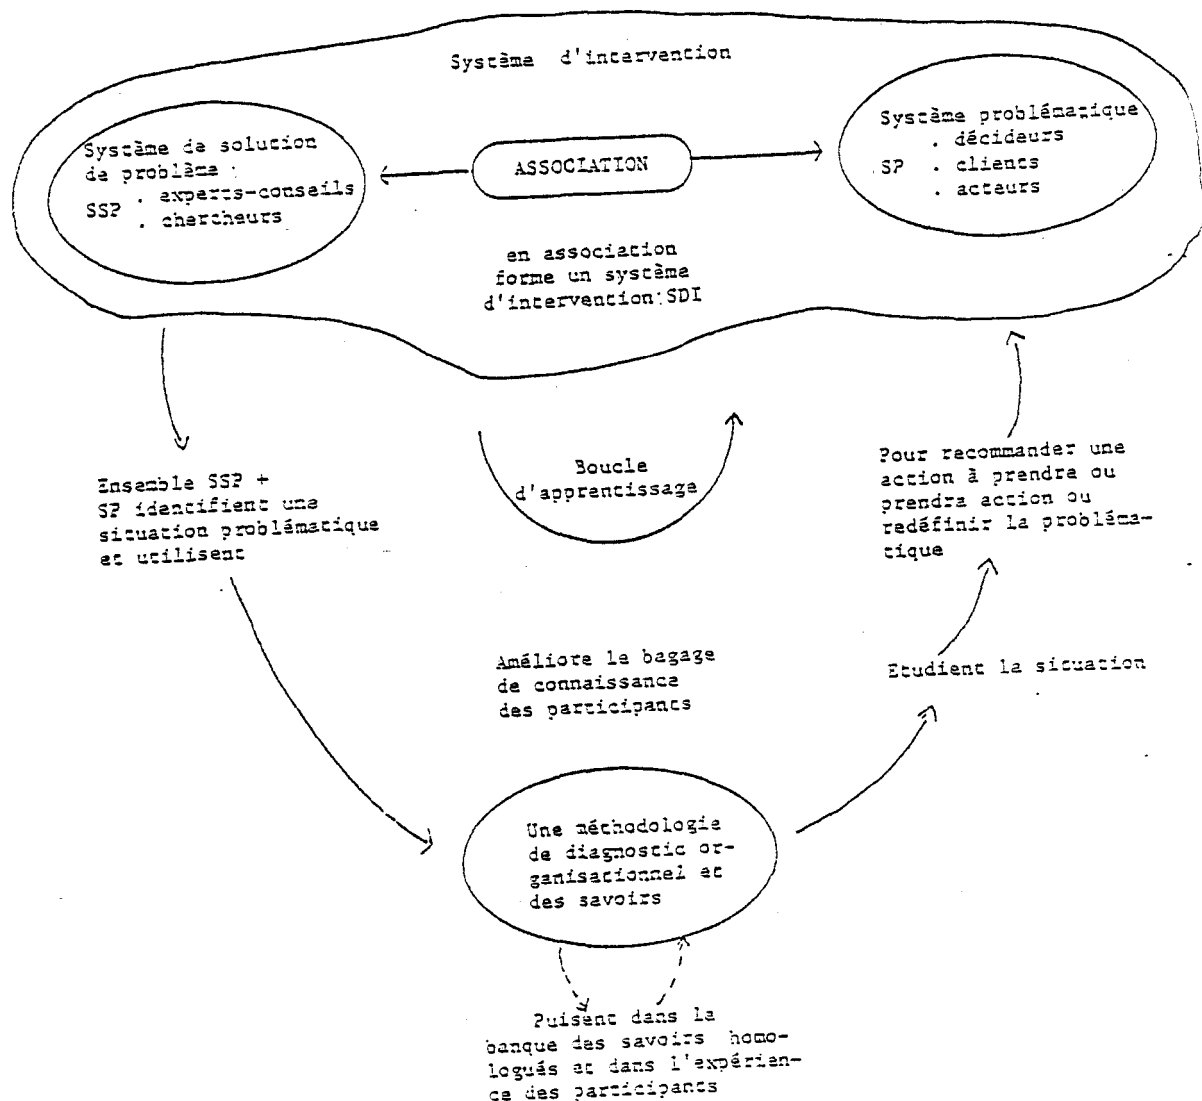 Système d'intervention
Système de solution
de problème :
SSP . experts-conseils
. chercheurs
ASSOCIATION
Système problématique
. décideurs
SP . clients
. acteurs
en association
forme un système
d'intervention:SDI
Ensemble SSP +
SP identifient une
situation problématique
et utilisent
Boucle
d'apprentissage
Pour recommander une
action à prendre ou
prendre action ou
redéfinir la probléma-
tique
Améliore le bagage
de connaissance
des participants
Etudient la situation
Une méthodologie
de diagnostic or-
ganisationnel et
des savoirs
Puisent dans la
banque des savoirs homo-
logués et dans l'expérien-
ce des participants